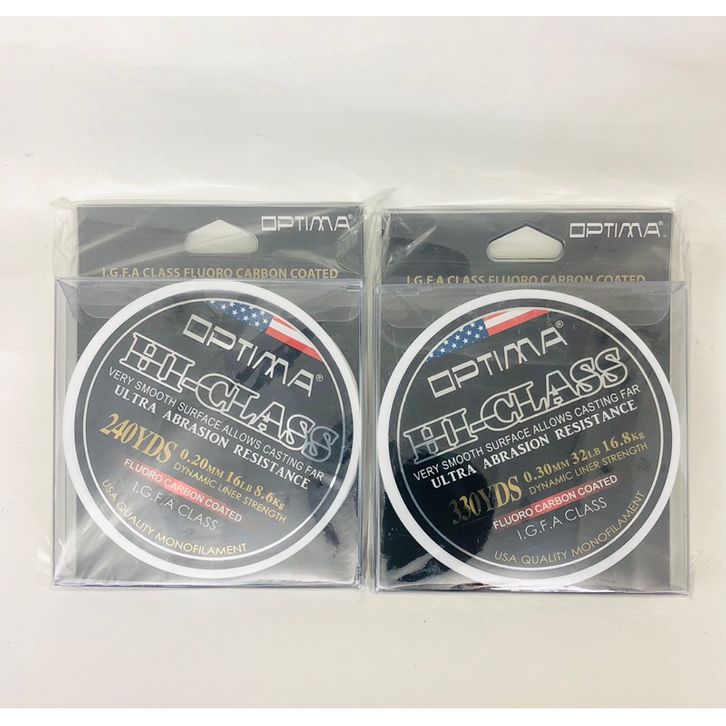 OPTIMA®
I.G.F.A CLASS FLUORO CARBON COATED
OPTIMA®
HI-CLASS
VERY SMOOTH SURFACE ALLOWS CASTING FAR
ULTRA ABRASION RESISTANCE
240YDS 0.20MM 16LB 8.6Kg
DYNAMIC LINER STRENGTH
FLUORO CARBON COATED
I.G.F.A CLASS
USA QUALITY MONOFILAMENT
OPTIMA®
I.G.F.A CLASS FLUORO CARBON COATED
OPTIMA®
HI-CLASS
VERY SMOOTH SURFACE ALLOWS CASTING FAR
ULTRA ABRASION RESISTANCE
330YDS 0.30MM 32LB 16.8Kg
DYNAMIC LINER STRENGTH
FLUORO CARBON COATED
I.G.F.A CLASS
USA QUALITY MONOFILAMENT